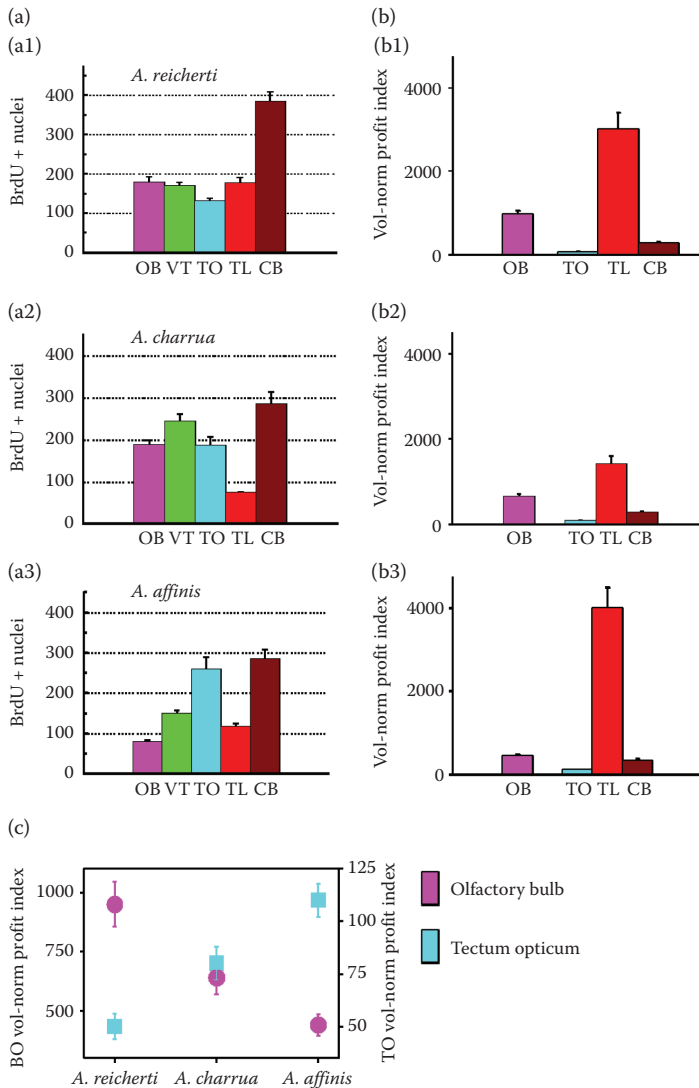 (a)
(b)
(a1)
(b1)
A. reicherti
BrdU + nuclei
400
300
200
100
0
OB VT TO TL CB
Vol-norm profit index
4000
2000
0
OB TO TL CB
(a2)
(b2)
A. charrua
BrdU + nuclei
400
300
200
100
0
OB VT TO TL CB
Vol-norm profit index
4000
2000
0
OB TO TL CB
(a3)
(b3)
A. affinis
BrdU + nuclei
400
300
200
100
0
OB VT TO TL CB
Vol-norm profit index
4000
2000
0
OB TO TL CB
(c)
BO vol-norm profit index
1000
750
500
125
100
75
50
TO vol-norm profit index
A. reicherti A. charrua A. affinis
Olfactory bulb
Tectum opticum